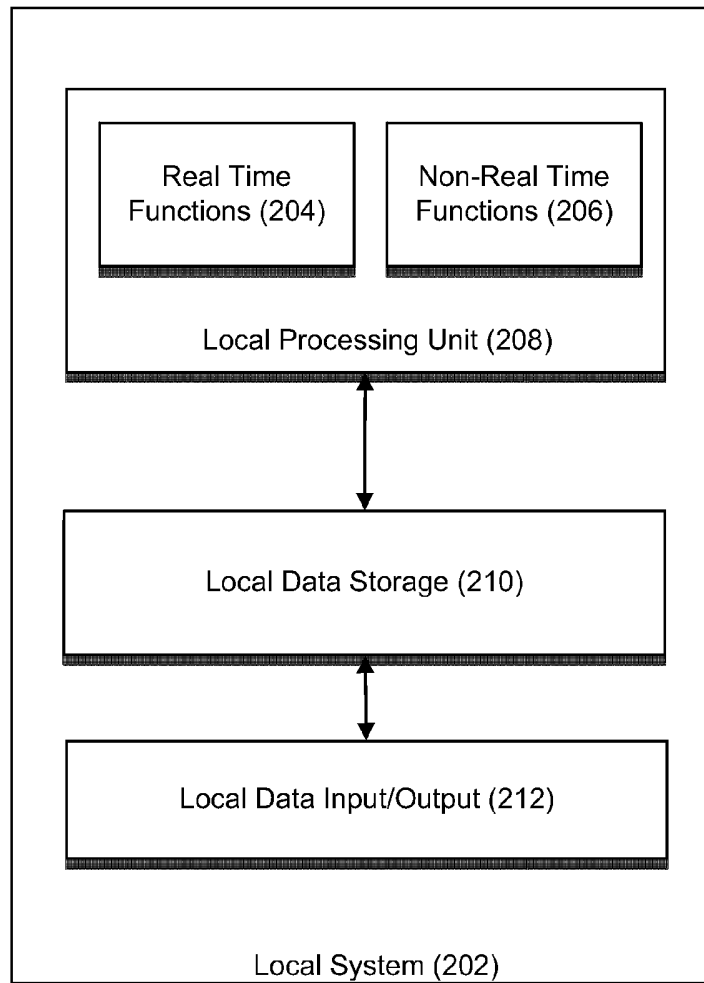 Real Time
Functions (204)
Non-Real Time
Functions (206)
Local Processing Unit (208)
Local Data Storage (210)
Local Data Input/Output (212)
Local System (202)